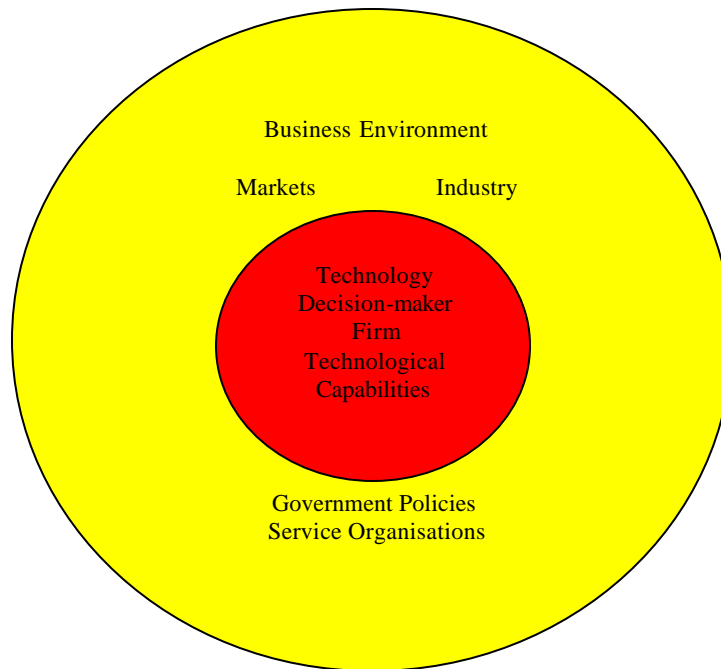 Business Environment
Markets Industry
Technology
Decision-maker
Firm
Technological
Capabilities
Government Policies
Service Organisations